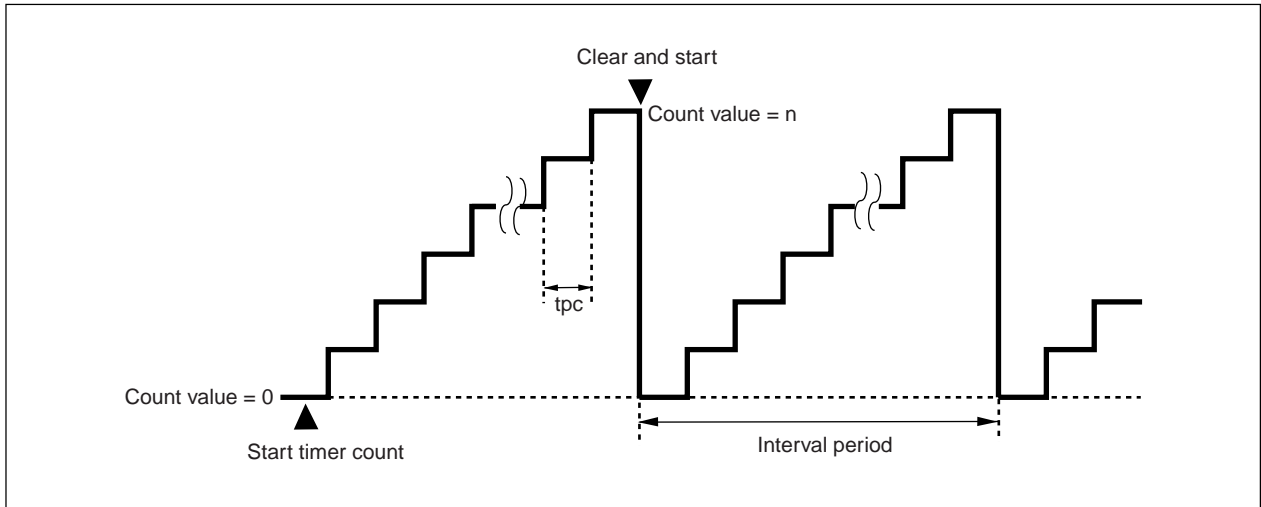 Clear and start
Count value = n
tpc
Count value = 0
Start timer count
Interval period